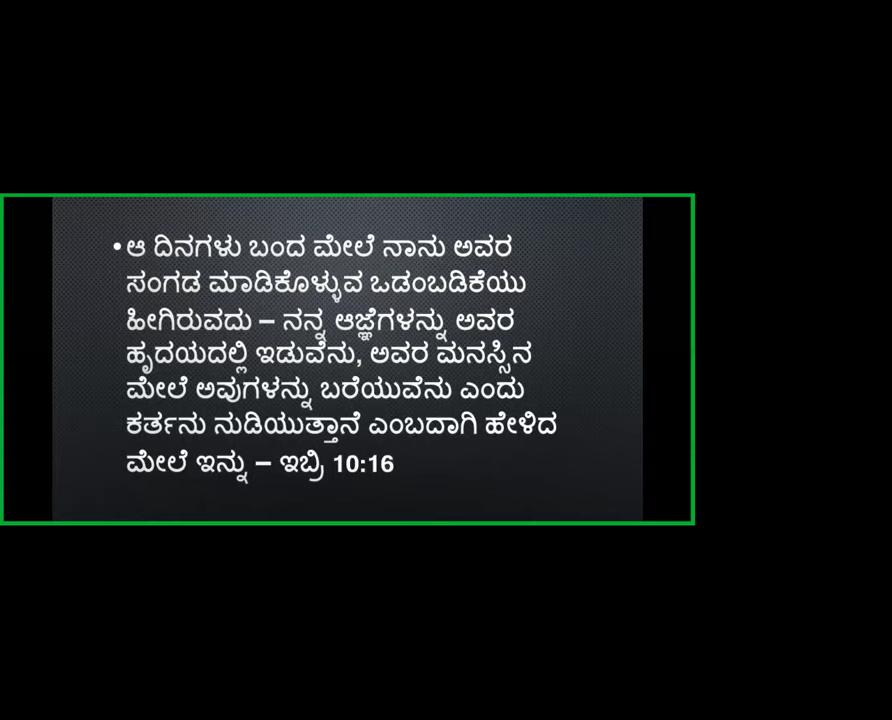 • ಆ ದಿನಗಳು ಬಂದ ಮೇಲೆ ನಾನು ಅವರ
ಸಂಗಡ ಮಾಡಿಕೊಳ್ಳುವ ಒಡಂಬಡಿಕೆಯು
ಹೀಗಿರುವದು – ನನ್ನ ಆಜ್ಞೆಗಳನ್ನು ಅವರ
ಹೃದಯದಲ್ಲಿ ಇಡುವೆನು, ಅವರ ಮನಸ್ಸಿನ
ಮೇಲೆ ಅವುಗಳನ್ನು ಬರೆಯುವೆನು ಎಂದು
ಕರ್ತನು ನುಡಿಯುತ್ತಾನೆ ಎಂಬದಾಗಿ ಹೇಳಿದ
ಮೇಲೆ ಇನ್ನು – ಇಬ್ರಿ 10:16